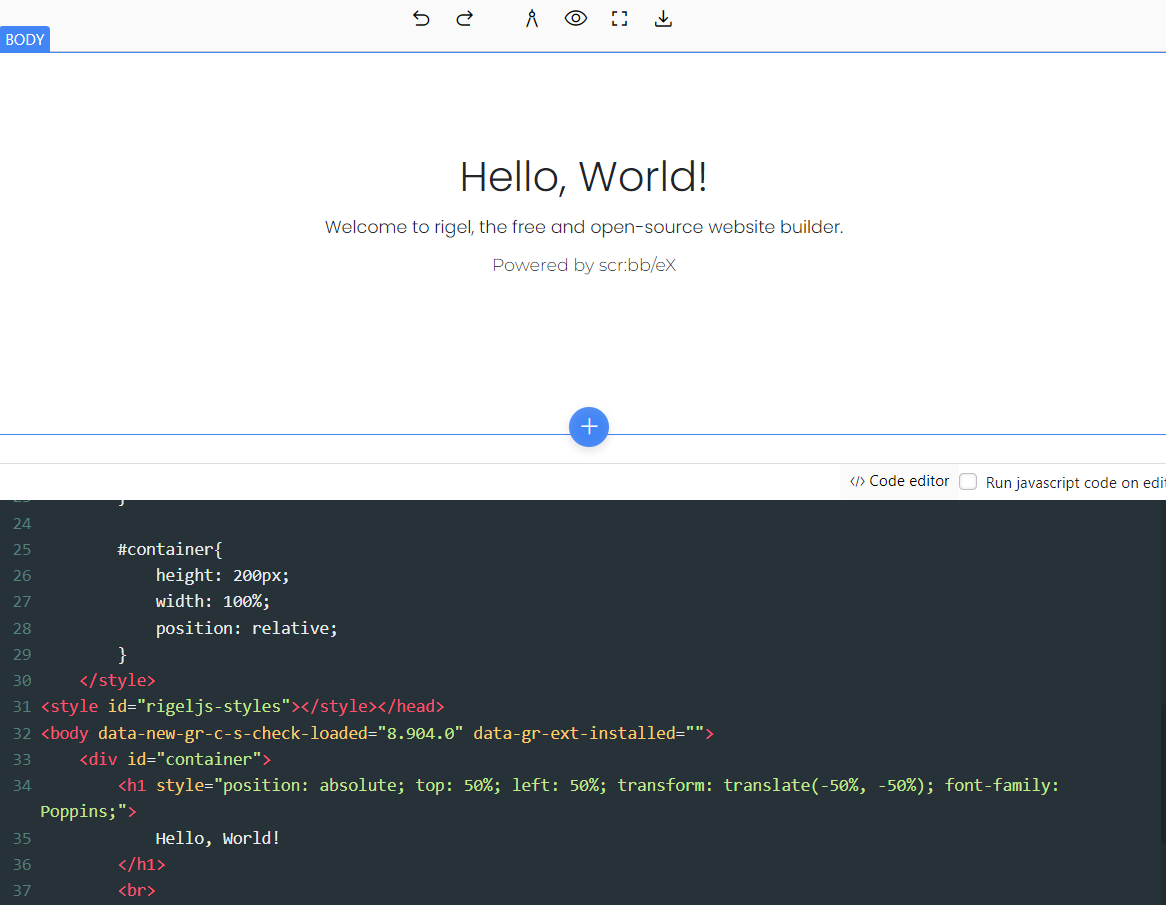 BODY
Hello, World!
Welcome to rigel, the free and open-source website builder.
Powered by scr:bb/eX
</> Code editor Run javascript code on edit
}
24
25 #container{
26 height: 200px;
27 width: 100%;
28 position: relative;
29 }
30 </style>
31 <style id="rigeljs-styles"></style></head>
32 <body data-new-gr-c-s-check-loaded="8.904.0" data-gr-ext-installed="">
33 <div id="container">
34 <h1 style="position: absolute; top: 50%; left: 50%; transform: translate(-50%, -50%); font-family:
Poppins;">
35 Hello, World!
36 </h1>
37 <br>